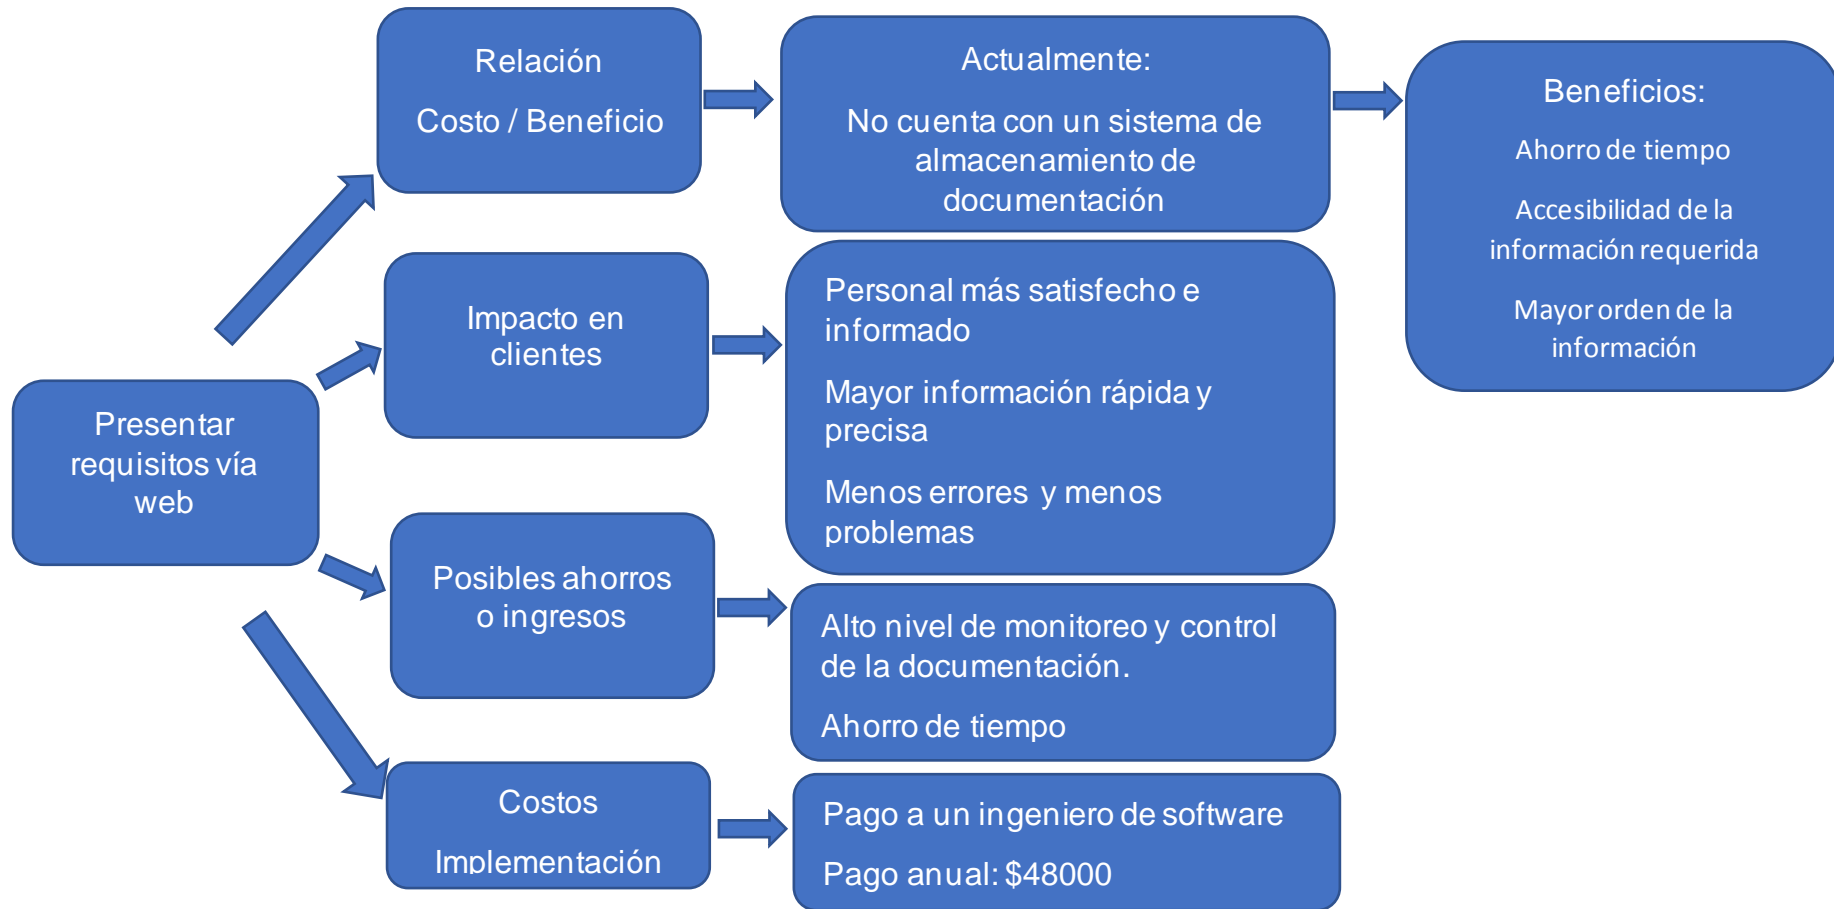 Relación
Costo / Beneficio
Actualmente:
No cuenta con un sistema de
almacenamiento de
documentación
Beneficios:
Ahorro de tiempo
Accesibilidad de la
información requerida
Mayor orden de la
información
Presentar
requisitos vía
web
Impacto en
clientes
Personal más satisfecho e
informado
Mayor información rápida y
precisa
Menos errores y menos
problemas
Posibles ahorros
o ingresos
Alto nivel de monitoreo y control
de la documentación.
Ahorro de tiempo
Costos
Implementación
Pago a un ingeniero de software
Pago anual: $48000